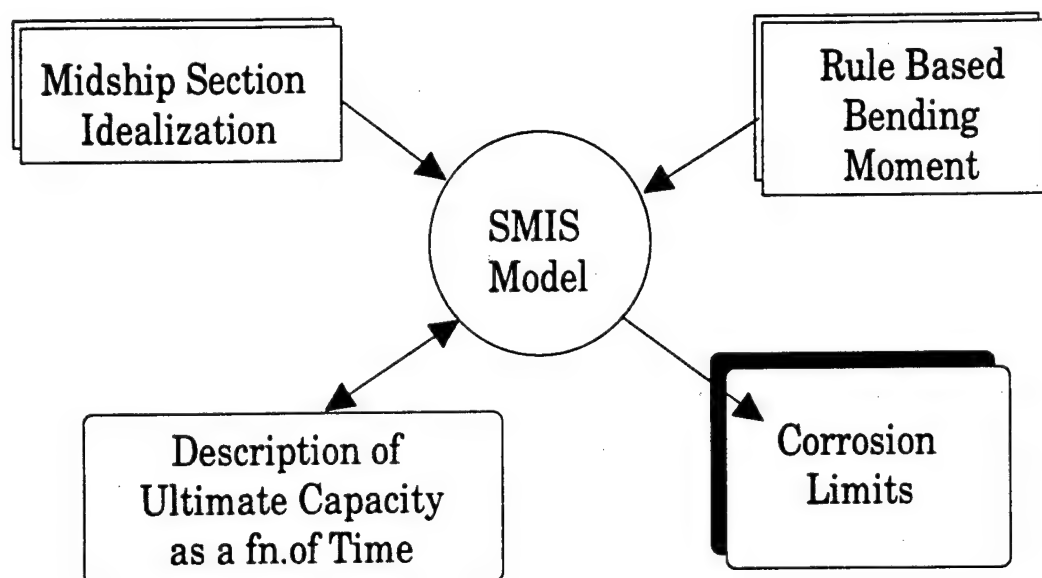 Midship Section
Idealization
Rule Based
Bending
Moment
SMIS
Model
Description of
Ultimate Capacity
as a fn.of Time
Corrosion
Limits